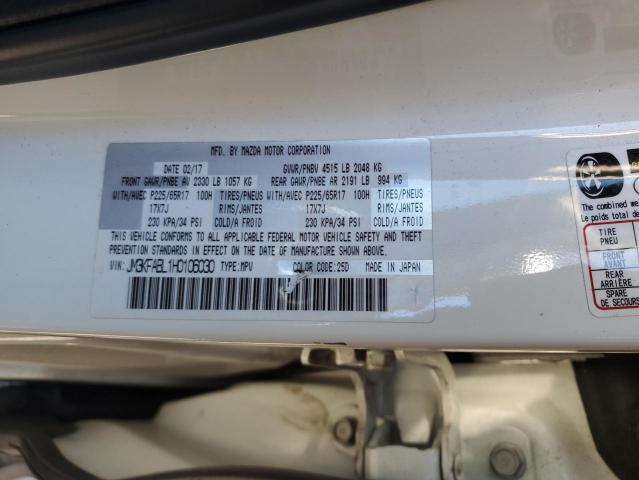 MFD. BY MAZDA MOTOR CORPORATION
DATE 02/17 GVWR/PNBV 4515 LB 2048 KG
FRONT GAWR/PNBE AV 2330 LB 1057 KG REAR GAWR/PNBE AR 2191 LB 994 KG
WITH/AVEC P225/65R17 100H TIRES/PNEUS WITH/AVEC P225/65R17 100H TIRES/PNEUS
17X7J RIMS/JANTES 17X7J RIMS/JANTES
230 KPA/34 PSI COLD/A FROID 230 KPA/34 PSI COLD/A FROID
THIS VEHICLE CONFORMS TO ALL APPLICABLE FEDERAL MOTOR VEHICLE SAFETY AND THEFT
PREVENTION STANDARDS IN EFFECT ON THE DATE OF MANUFACTURE SHOWN ABOVE.
VIN: JM3KFABL1H0106030 TYPE:MPV COLOR CODE:25D MADE IN JAPAN
The combined we
Le poids total de
TIRE
PNEU
FRONT
AVANT
REAR
ARRIÈRE
SPARE
DE SECOURS